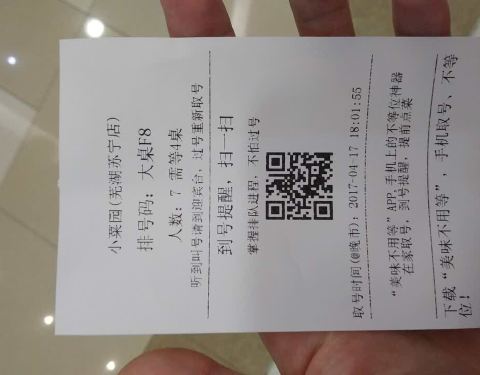 小菜园(芜湖苏宁店)
排号码：大桌F8
人数：7 需等4桌
听到叫号请到迎宾台，过号重新取号
到号提醒，扫一扫
掌握排队进程，不怕过号
取号时间(@晚市)：2017-04-17 18:01:55
“美味不用等”APP,手机上的不等位神器
在家取号，到号提醒，提前点菜
下载“美味不用等”，手机取号、不等
位！